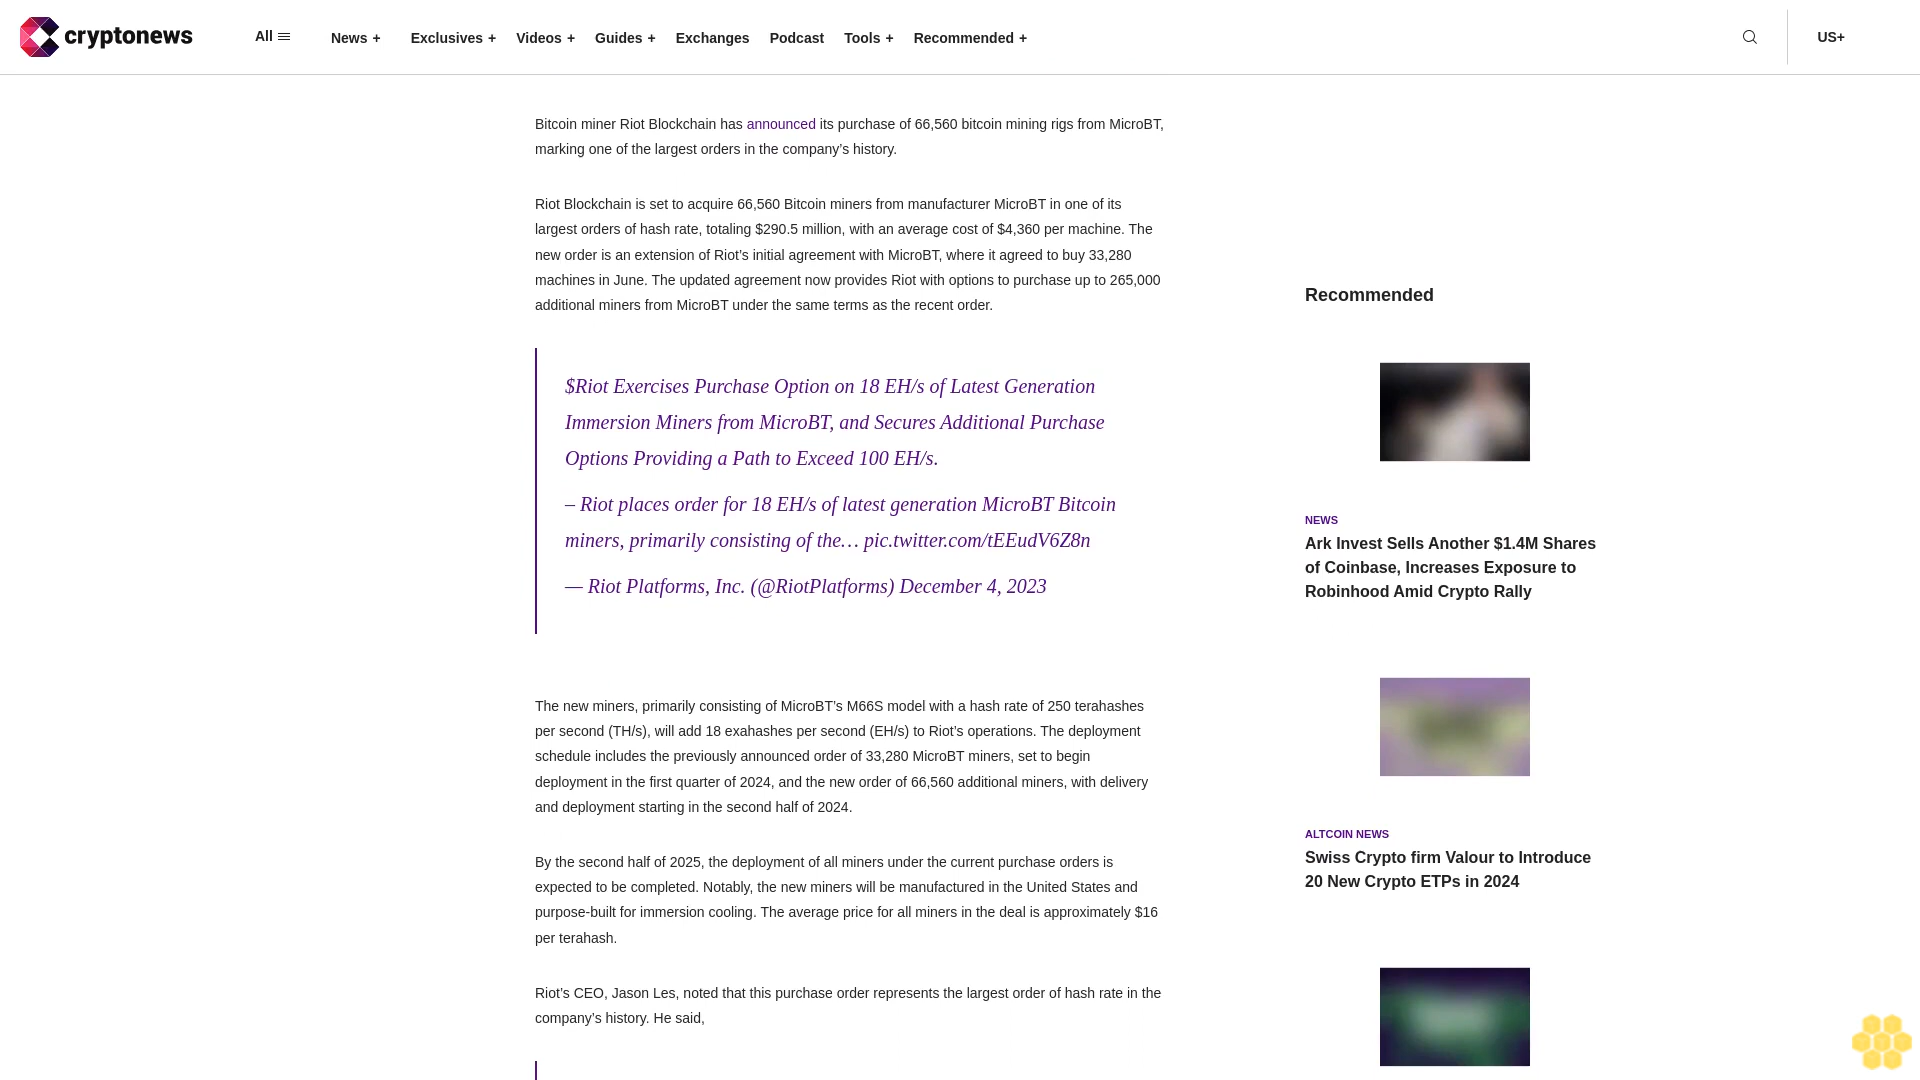 cryptonews
All
News +
Exclusives +
Videos +
Guides +
Exchanges
Podcast
Tools +
Recommended +
US+
Bitcoin miner Riot Blockchain has announced its purchase of 66,560 bitcoin mining rigs from MicroBT,
marking one of the largest orders in the company’s history.
Riot Blockchain is set to acquire 66,560 Bitcoin miners from manufacturer MicroBT in one of its
largest orders of hash rate, totaling $290.5 million, with an average cost of $4,360 per machine. The
new order is an extension of Riot’s initial agreement with MicroBT, where it agreed to buy 33,280
machines in June. The updated agreement now provides Riot with options to purchase up to 265,000
additional miners from MicroBT under the same terms as the recent order.
$Riot Exercises Purchase Option on 18 EH/s of Latest Generation
Immersion Miners from MicroBT, and Secures Additional Purchase
Options Providing a Path to Exceed 100 EH/s.
– Riot places order for 18 EH/s of latest generation MicroBT Bitcoin
miners, primarily consisting of the… pic.twitter.com/tEEudV6Z8n
— Riot Platforms, Inc. (@RiotPlatforms) December 4, 2023
The new miners, primarily consisting of MicroBT’s M66S model with a hash rate of 250 terahashes
per second (TH/s), will add 18 exahashes per second (EH/s) to Riot’s operations. The deployment
schedule includes the previously announced order of 33,280 MicroBT miners, set to begin
deployment in the first quarter of 2024, and the new order of 66,560 additional miners, with delivery
and deployment starting in the second half of 2024.
By the second half of 2025, the deployment of all miners under the current purchase orders is
expected to be completed. Notably, the new miners will be manufactured in the United States and
purpose-built for immersion cooling. The average price for all miners in the deal is approximately $16
per terahash.
Riot’s CEO, Jason Les, noted that this purchase order represents the largest order of hash rate in the
company’s history. He said,
Recommended
NEWS
Ark Invest Sells Another $1.4M Shares
of Coinbase, Increases Exposure to
Robinhood Amid Crypto Rally
ALTCOIN NEWS
Swiss Crypto firm Valour to Introduce
20 New Crypto ETPs in 2024